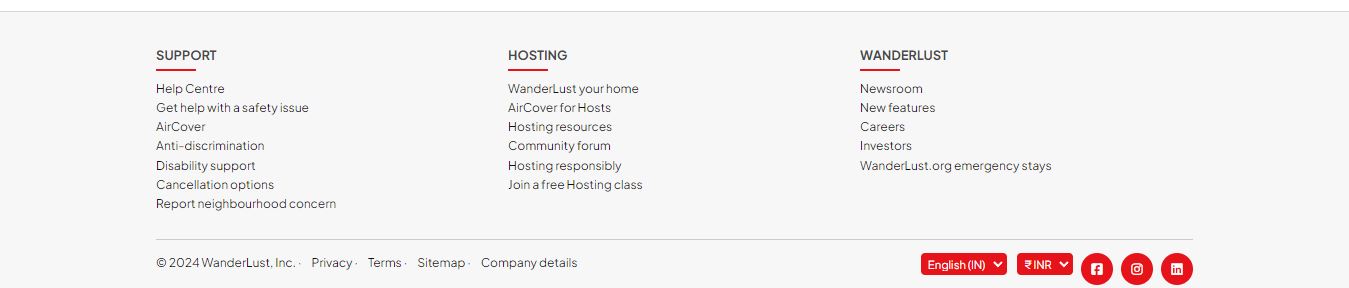 SUPPORT
Help Centre
Get help with a safety issue
AirCover
Anti-discrimination
Disability support
Cancellation options
Report neighbourhood concern
HOSTING
WanderLust your home
AirCover for Hosts
Hosting resources
Community forum
Hosting responsibly
Join a free Hosting class
WANDERLUST
Newsroom
New features
Careers
Investors
WanderLust.org emergency stays
© 2024 WanderLust, Inc. · Privacy · Terms · Sitemap · Company details
English (IN) ₹ INR